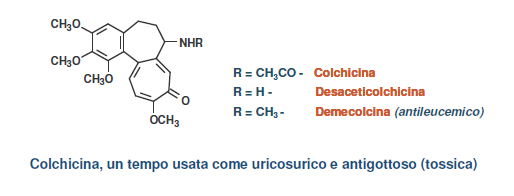 CH₃O
NHR
CH₃O
CH₃O
O
OCH₃
R = CH₃CO - Colchicina
R = H - Desaceticolchicina
R = CH₃ - Demecolcina (antileucemico)
Colchicina, un tempo usata come uricosurico e antigottoso (tossica)